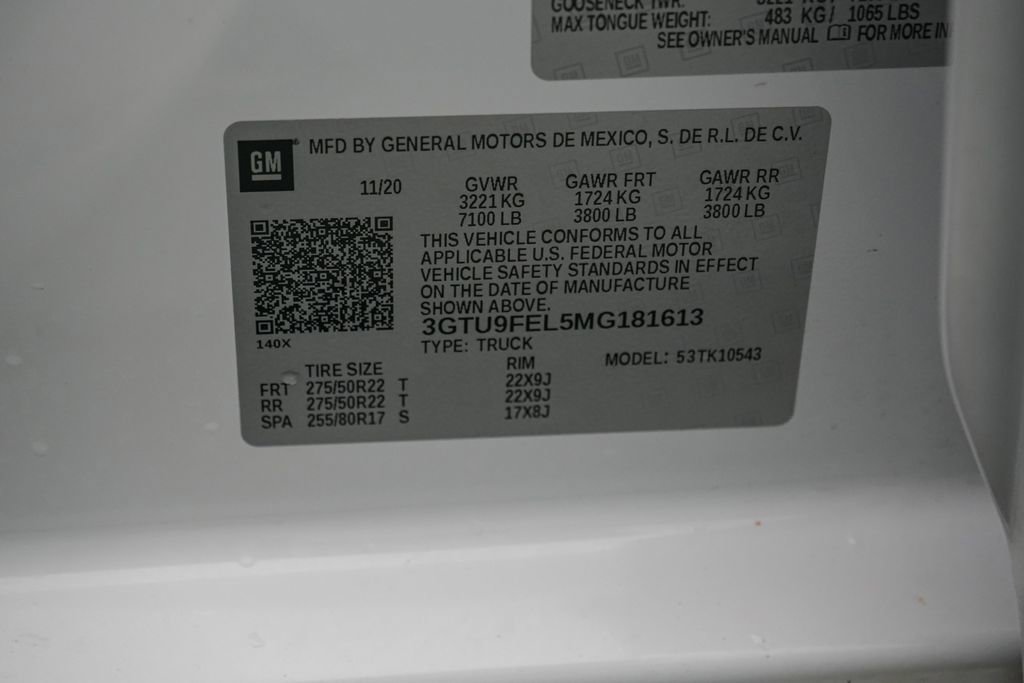 GOOSENECK TWR:
MAX TONGUE WEIGHT: 483 KG/ 1065 LBS
SEE OWNER'S MANUAL FOR MORE IN
GM
MFD BY GENERAL MOTORS DE MEXICO, S. DE R.L. DE C.V.
11/20 GVWR GAWR FRT GAWR RR
3221 KG 1724 KG 1724 KG
7100 LB 3800 LB 3800 LB
THIS VEHICLE CONFORMS TO ALL
APPLICABLE U.S. FEDERAL MOTOR
VEHICLE SAFETY STANDARDS IN EFFECT
ON THE DATE OF MANUFACTURE
SHOWN ABOVE.
3GTU9FEL5MG181613
140X
TYPE: TRUCK
MODEL: 53TK10543
TIRE SIZE RIM
FRT 275/50R22 T 22X9J
RR 275/50R22 T 22X9J
SPA 255/80R17 S 17X8J